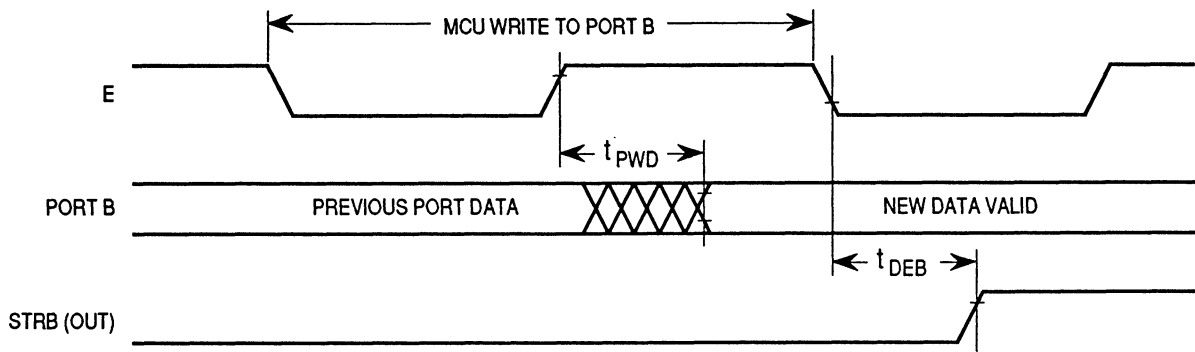 MCU WRITE TO PORT B
E
t PWD
PORT B
PREVIOUS PORT DATA
NEW DATA VALID
t DEB
STRB (OUT)